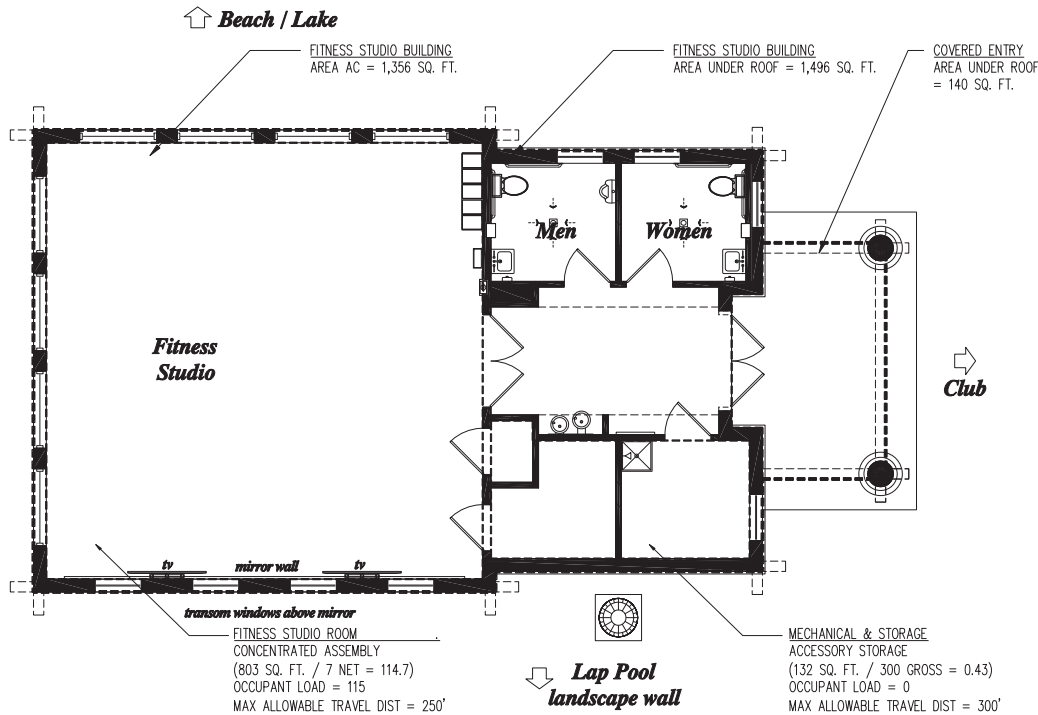 Beach / Lake
FITNESS STUDIO BUILDING
AREA AC = 1,356 SQ. FT.
FITNESS STUDIO BUILDING
AREA UNDER ROOF = 1,496 SQ. FT.
COVERED ENTRY
AREA UNDER ROOF
= 140 SQ. FT.
Men
Women
Fitness
Studio
Club
tv
mirror wall
tv
transom windows above mirror
FITNESS STUDIO ROOM
CONCENTRATED ASSEMBLY
(803 SQ. FT. / 7 NET = 114.7)
OCCUPANT LOAD = 115
MAX ALLOWABLE TRAVEL DIST = 250'
Lap Pool
landscape wall
MECHANICAL & STORAGE
ACCESSORY STORAGE
(132 SQ. FT. / 300 GROSS = 0.43)
OCCUPANT LOAD = 0
MAX ALLOWABLE TRAVEL DIST = 300'